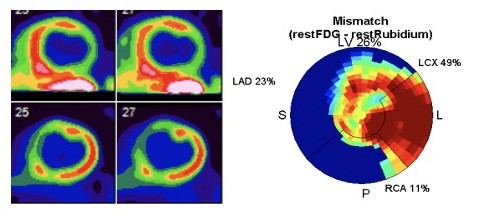 25
27
25
27
Mismatch
(restFDG - restRubidium)
LV 26%
LCX 49%
LAD 23%
S
L
RCA 11%
P